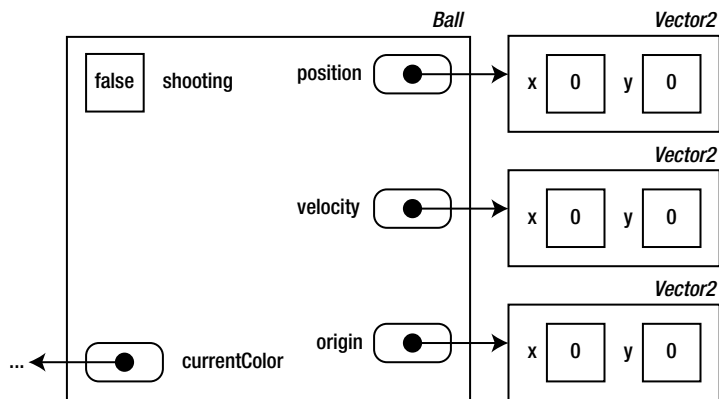 Ball
Vector2
false shooting
position
x 0 y 0
Vector2
velocity
x 0 y 0
Vector2
origin
x 0 y 0
... currentColor